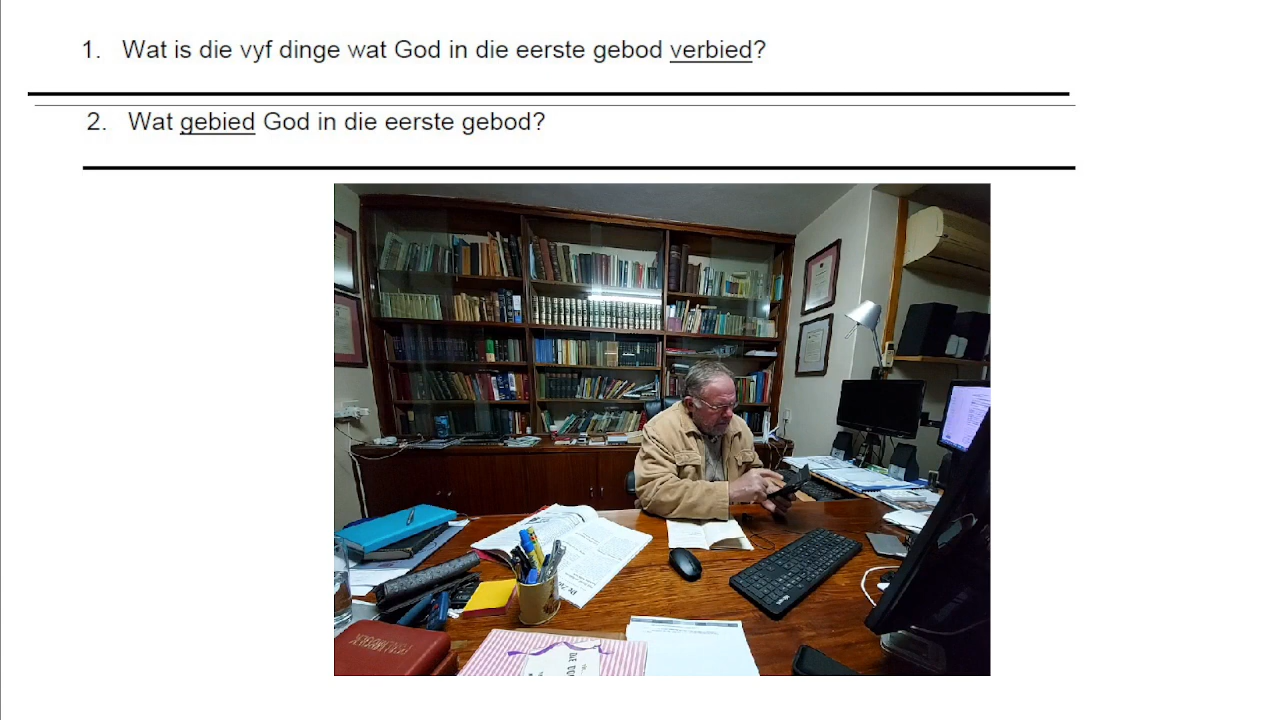 1. Wat is die vyf dinge wat God in die eerste gebod verbied?
2. Wat gebied God in die eerste gebod?